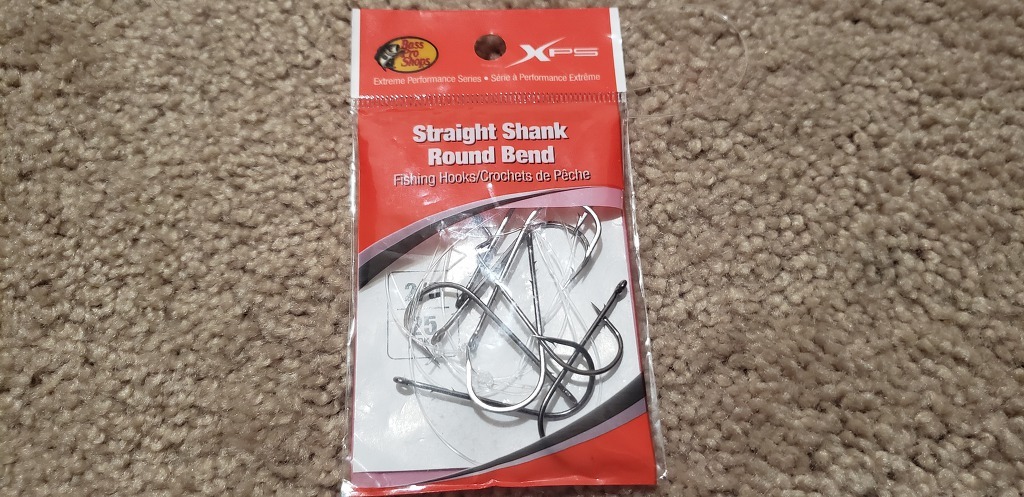 Bass
Pro
Shops
XPS
Extreme Performance Series • Série à Performance Extrême
Straight Shank
Round Bend
Fishing Hooks/Crochets de Pêche
25